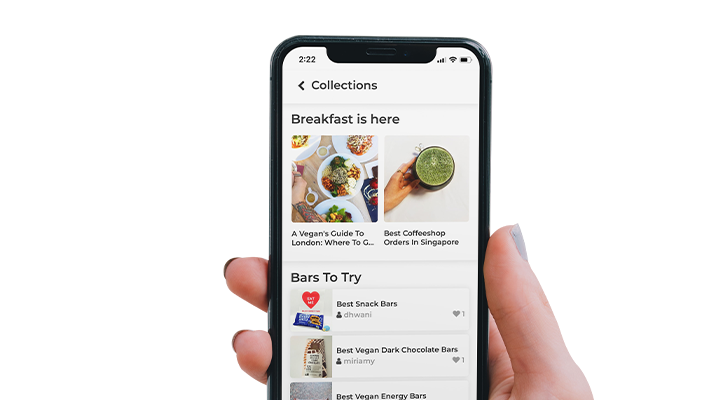 2:22
Collections
Breakfast is here
A Vegan's Guide To
London: Where To G...
Best Coffeeshop
Orders In Singapore
Bars To Try
EAT
ME
Best Snack Bars
dhwani
1
Best Vegan Dark Chocolate Bars
miriamy
1
Best Vegan Energy Bars